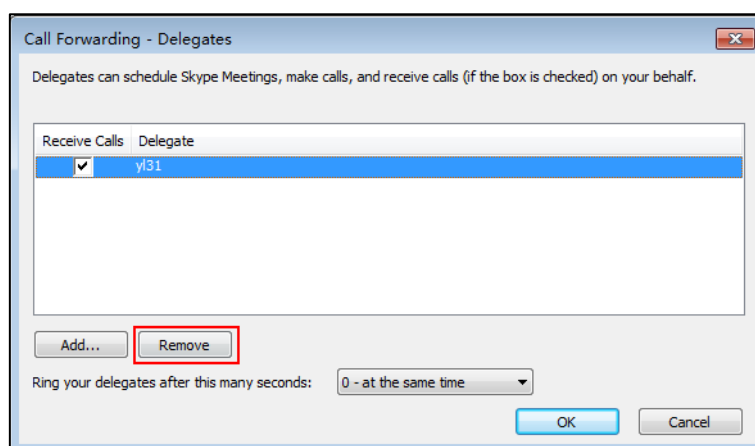 Call Forwarding - Delegates
Delegates can schedule Skype Meetings, make calls, and receive calls (if the box is checked) on your behalf.
Receive Calls Delegate
yl31
Add... Remove
Ring your delegates after this many seconds: 0 - at the same time
OK Cancel